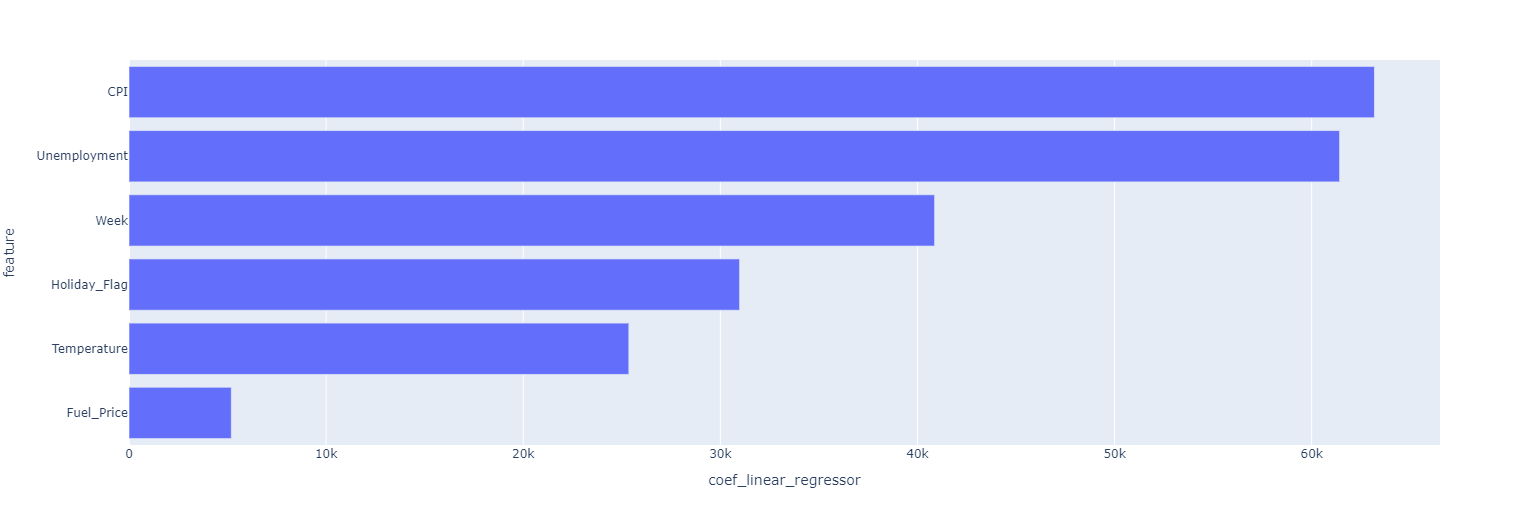 feature
CPI
Unemployment
Week
Holiday_Flag
Temperature
Fuel_Price
0 10k 20k 30k 40k 50k 60k
coef_linear_regressor